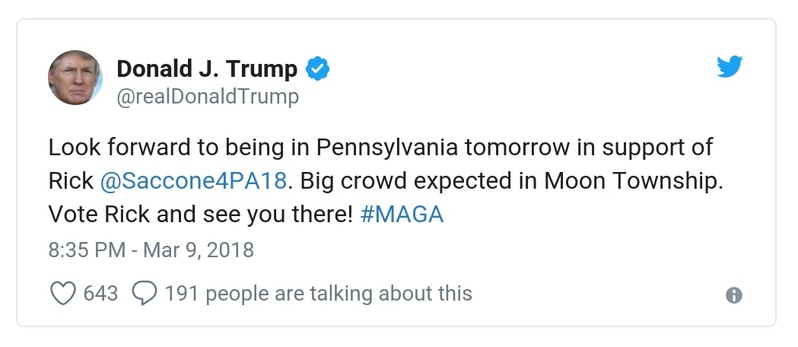 Donald J. Trump
@realDonaldTrump
Look forward to being in Pennsylvania tomorrow in support of
Rick @Saccone4PA18. Big crowd expected in Moon Township.
Vote Rick and see you there! #MAGA
8:35 PM - Mar 9, 2018
643 191 people are talking about this